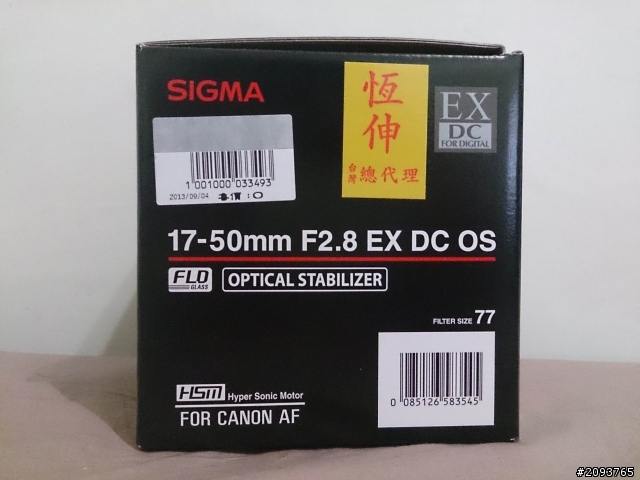 SIGMA
恆伸
台灣 總代理
EX
DC
FOR DIGITAL
1 001000 033493
2013/09/04
17-50mm F2.8 EX DC OS
FLD
GLASS
OPTICAL STABILIZER
FILTER SIZE 77
HSM Hyper Sonic Motor
FOR CANON AF
0 085126 583545
#2093765